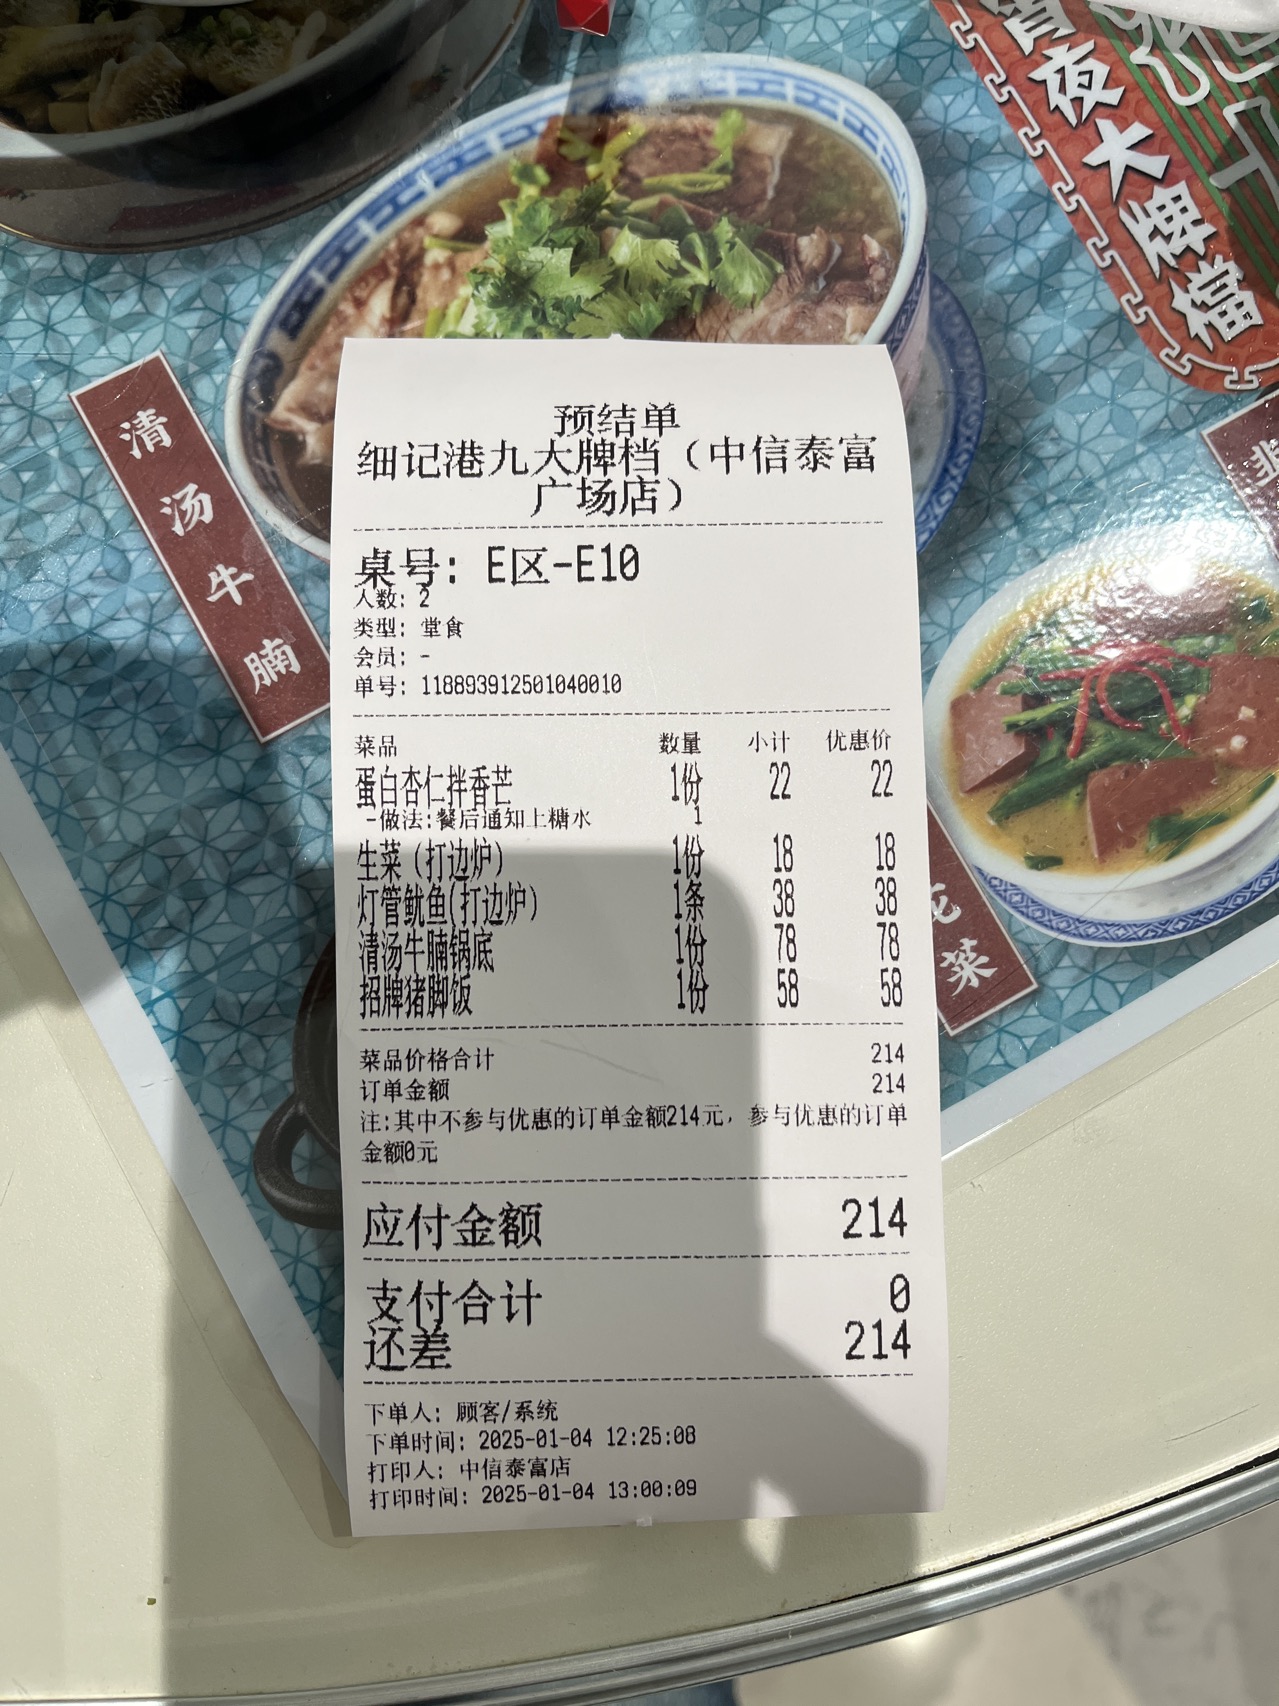 宵夜大牌檔
清汤牛腩
预结单
细记港九大牌档（中信泰富
广场店）
桌号: E区-E10
人数: 2
类型: 堂食
会员: -
单号: 118893912501040010
菜品 数量 小计 优惠价
蛋白杏仁拌香芒 1份 22 22
-做法:餐后通知上糖水 1
生菜(打边炉) 1份 18 18
灯管鱿鱼(打边炉) 1条 38 38
清汤牛腩锅底 1份 78 78
招牌猪脚饭 1份 58 58
菜品价格合计 214
订单金额 214
注:其中不参与优惠的订单金额214元，参与优惠的订单
金额0元
应付金额 214
支付合计 0
还差 214
下单人: 顾客/系统
下单时间: 2025-01-04 12:25:08
打印人: 中信泰富店
打印时间: 2025-01-04 13:00:09
菜